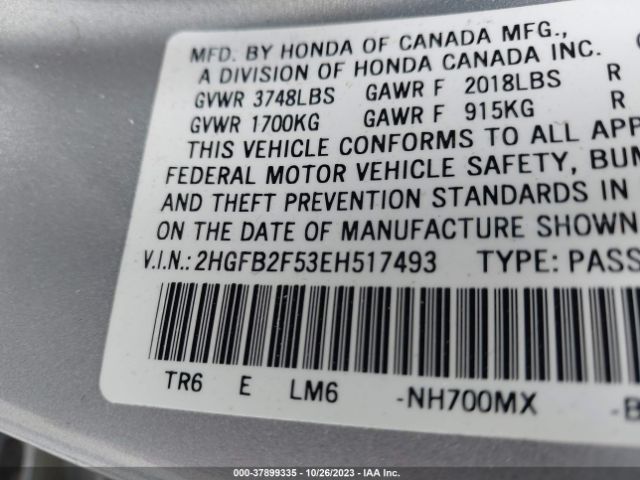 MFD. BY HONDA OF CANADA MFG.,
A DIVISION OF HONDA CANADA INC.
GVWR 3748LBS GAWR F 2018LBS R
GVWR 1700KG GAWR F 915KG R
THIS VEHICLE CONFORMS TO ALL APP
FEDERAL MOTOR VEHICLE SAFETY, BUM
AND THEFT PREVENTION STANDARDS IN
ON THE DATE OF MANUFACTURE SHOWN
V.I.N.: 2HGFB2F53EH517493 TYPE: PASS
TR6 E LM6 -NH700MX -B
000-37899335 | 10/26/2023 | IAA Inc.